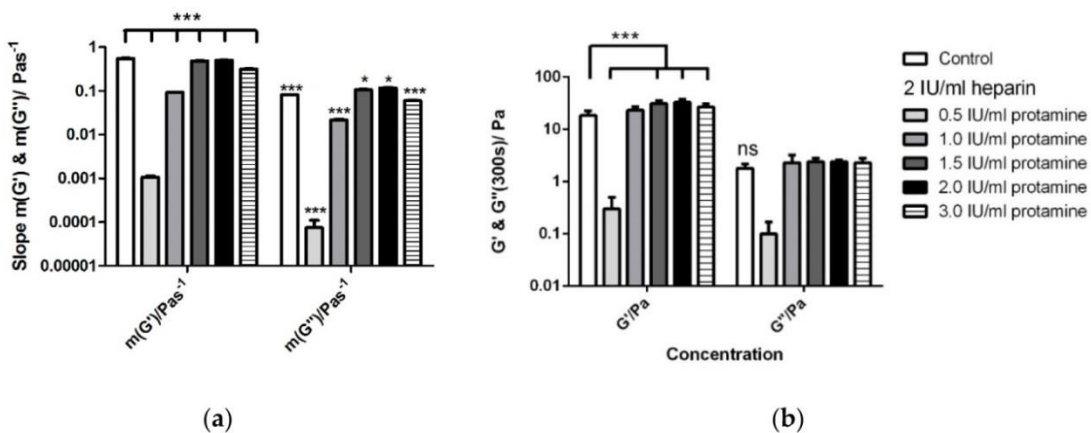 ***
Slope m(G') & m(G'')/ Pas⁻¹
1
0.1
0.01
0.001
0.0001
0.00001
***
***
***
*
*
***
m(G')/Pas⁻¹
m(G'')/Pas⁻¹
(a)
(b)
***
G' & G''(300s)/ Pa
100
10
1
0.1
0.01
ns
G'/Pa
G''/Pa
Concentration
Control
2 IU/ml heparin
0.5 IU/ml protamine
1.0 IU/ml protamine
1.5 IU/ml protamine
2.0 IU/ml protamine
3.0 IU/ml protamine